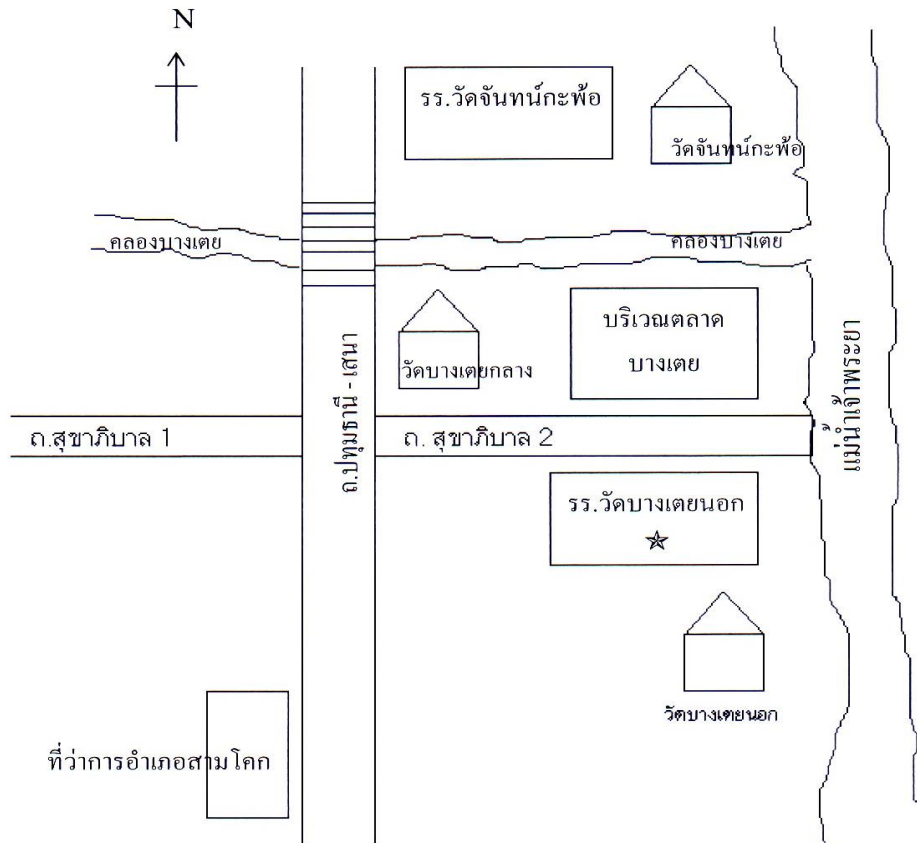 N
รร.วัดจันทน์กะพ้อ
วัดจันทน์กะพ้อ
คลองบางเตย
คลองบางเตย
บริเวณตลาด
บางเตย
วัดบางเตยกลาง
ถ.ปทุมธานี - เสนา
แม่น้ำเจ้าพระยา
ถ.สุขาภิบาล 1
ถ. สุขาภิบาล 2
รร.วัดบางเตยนอก
วัดบางเตยนอก
ที่ว่าการอำเภอสามโคก